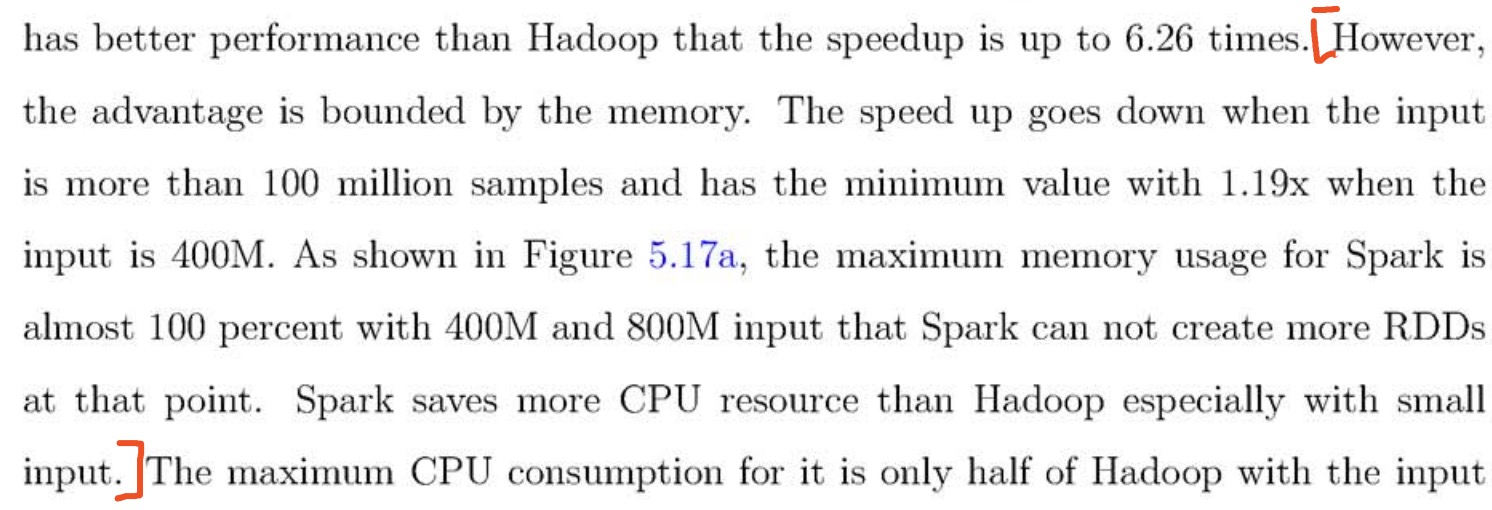 has better performance than Hadoop that the speedup is up to 6.26 times. [However,
the advantage is bounded by the memory. The speed up goes down when the input
is more than 100 million samples and has the minimum value with 1.19x when the
input is 400M. As shown in Figure 5.17a, the maximum memory usage for Spark is
almost 100 percent with 400M and 800M input that Spark can not create more RDDs
at that point. Spark saves more CPU resource than Hadoop especially with small
input.] The maximum CPU consumption for it is only half of Hadoop with the input